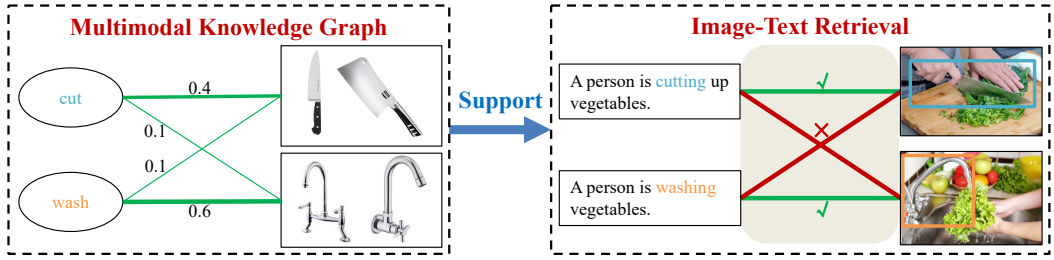 Multimodal Knowledge Graph
cut
0.4
0.1
0.1
wash
0.6
Support
Image-Text Retrieval
A person is cutting up
vegetables.
A person is washing
vegetables.